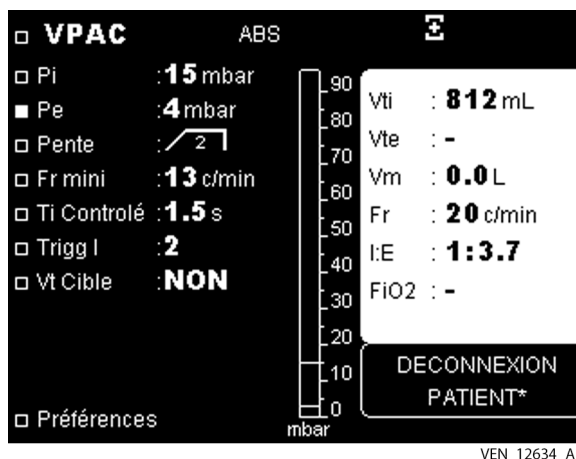 VPAC ABS
Pi :15 mbar
Pe :4 mbar
Pente : 2
Fr mini :13 c/min
Ti Controlé :1.5 s
Trigg I :2
Vt Cible :NON
Préférences
90
80
70
60
50
40
30
20
10
0
mbar
Vti : 812 mL
Vte : -
Vm : 0.0 L
Fr : 20 c/min
I:E : 1:3.7
FiO2 : -
DECONNEXION
PATIENT*
VEN_12634_A